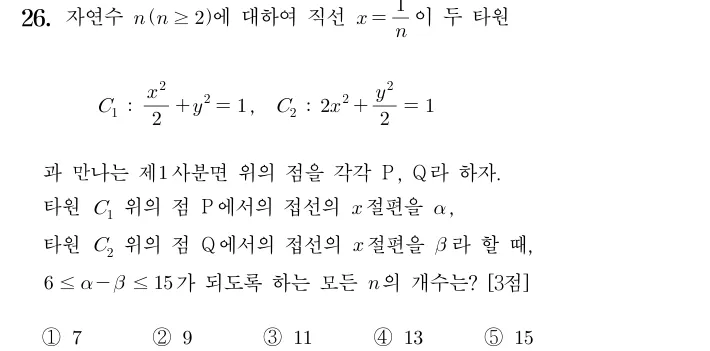 26. 자연수 n(n≥2)에 대하여 직선 x=1/n이 두 타원
C₁ : x²/2+y²=1, C₂ : 2x²+y²/2=1
과 만나는 제1사분면 위의 점을 각각 P, Q라 하자.
타원 C₁ 위의 점 P에서의 접선의 x절편을 α,
타원 C₂ 위의 점 Q에서의 접선의 x절편을 β라 할 때,
6≤α-β≤15가 되도록 하는 모든 n의 개수는? [3점]
① 7 ② 9 ③ 11 ④ 13 ⑤ 15